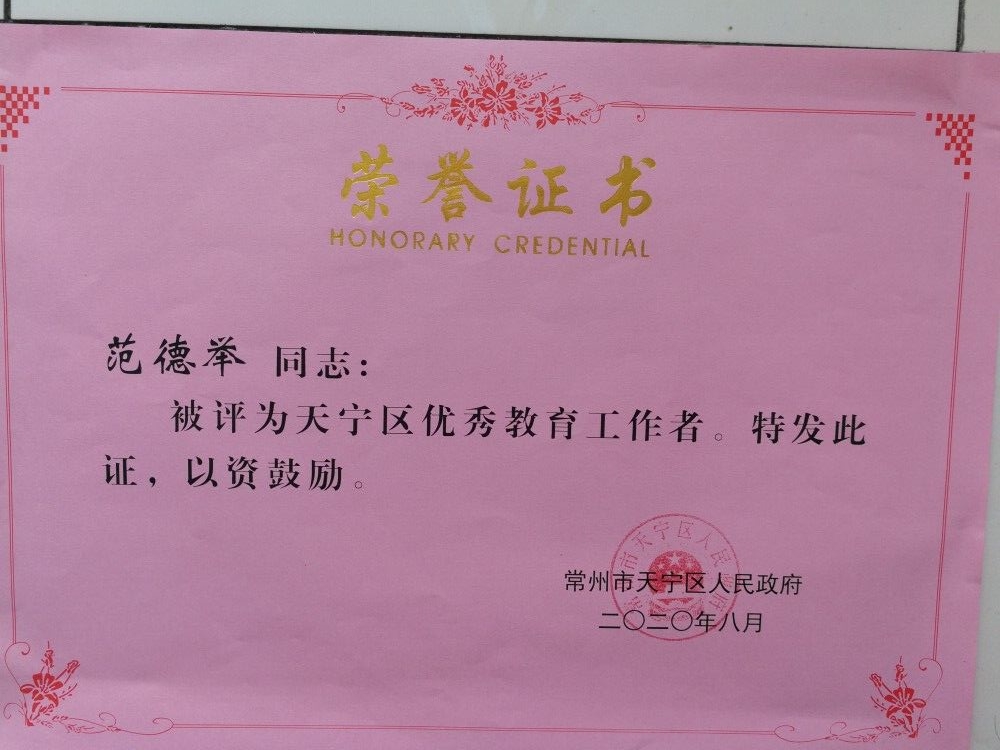 荣誉证书
HONORARY CREDENTIAL
范德举 同志：
被评为天宁区优秀教育工作者。特发此
证，以资鼓励。
常州市天宁区人民政府
二〇二〇年八月